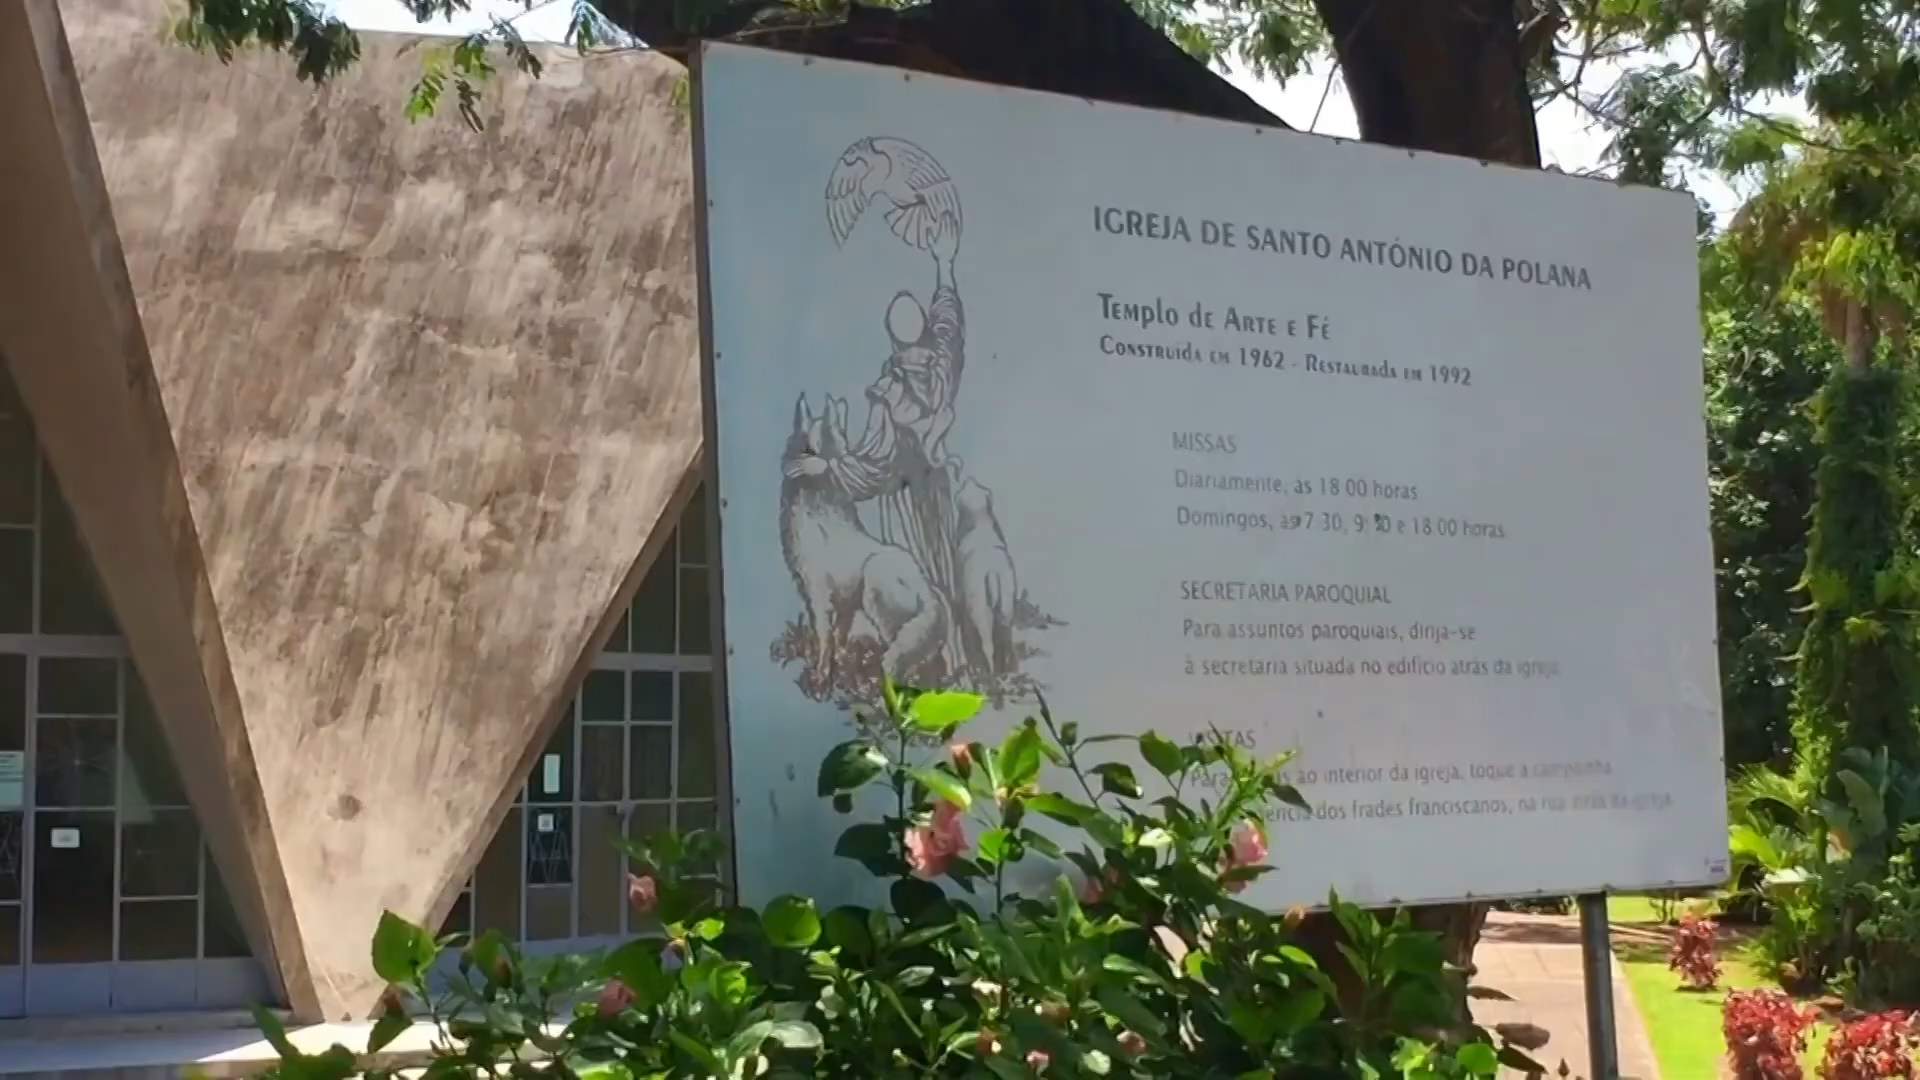 IGREJA DE SANTO ANTÓNIO DA POLANA
Templo de Arte e Fé
Construída em 1962 - Restaurada em 1992
MISSAS
Diariamente, às 18 00 horas
Domingos, às 7 30, e 18 00 horas
SECRETARIA PAROQUIAL
Para assuntos paroquiais, dirija-se
à secretaria situada no edifício atrás da igreja
VISITAS
Para ao interior da igreja, toque a campainha
dos frades franciscanos, na rua atrás da igreja